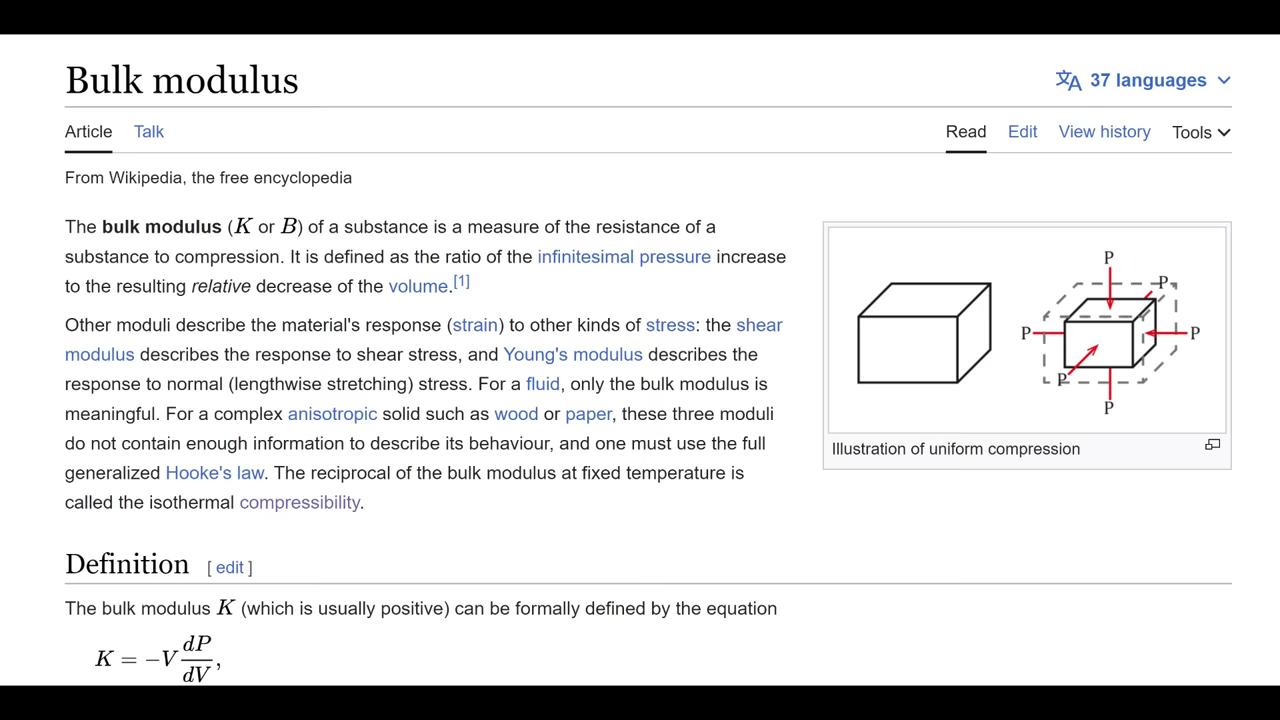 Bulk modulus
37 languages
Article Talk Read Edit View history Tools
From Wikipedia, the free encyclopedia
The bulk modulus (K or B) of a substance is a measure of the resistance of a
substance to compression. It is defined as the ratio of the infinitesimal pressure increase
to the resulting relative decrease of the volume.[1]
Other moduli describe the material's response (strain) to other kinds of stress: the shear
modulus describes the response to shear stress, and Young's modulus describes the
response to normal (lengthwise stretching) stress. For a fluid, only the bulk modulus is
meaningful. For a complex anisotropic solid such as wood or paper, these three moduli
do not contain enough information to describe its behaviour, and one must use the full
generalized Hooke's law. The reciprocal of the bulk modulus at fixed temperature is
called the isothermal compressibility.
P
P
P
P
P
P
Illustration of uniform compression
Definition [ edit ]
The bulk modulus K (which is usually positive) can be formally defined by the equation
K = −V dP/dV,